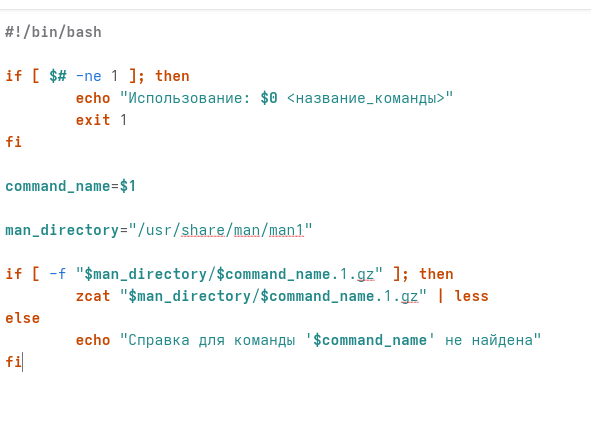 #!/bin/bash
if [ $# -ne 1 ]; then
echo "Использование: $0 <название_команды>"
exit 1
fi
command_name=$1
man_directory="/usr/share/man/man1"
if [ -f "$man_directory/$command_name.1.gz" ]; then
zcat "$man_directory/$command_name.1.gz" | less
else
echo "Справка для команды '$command_name' не найдена"
fi